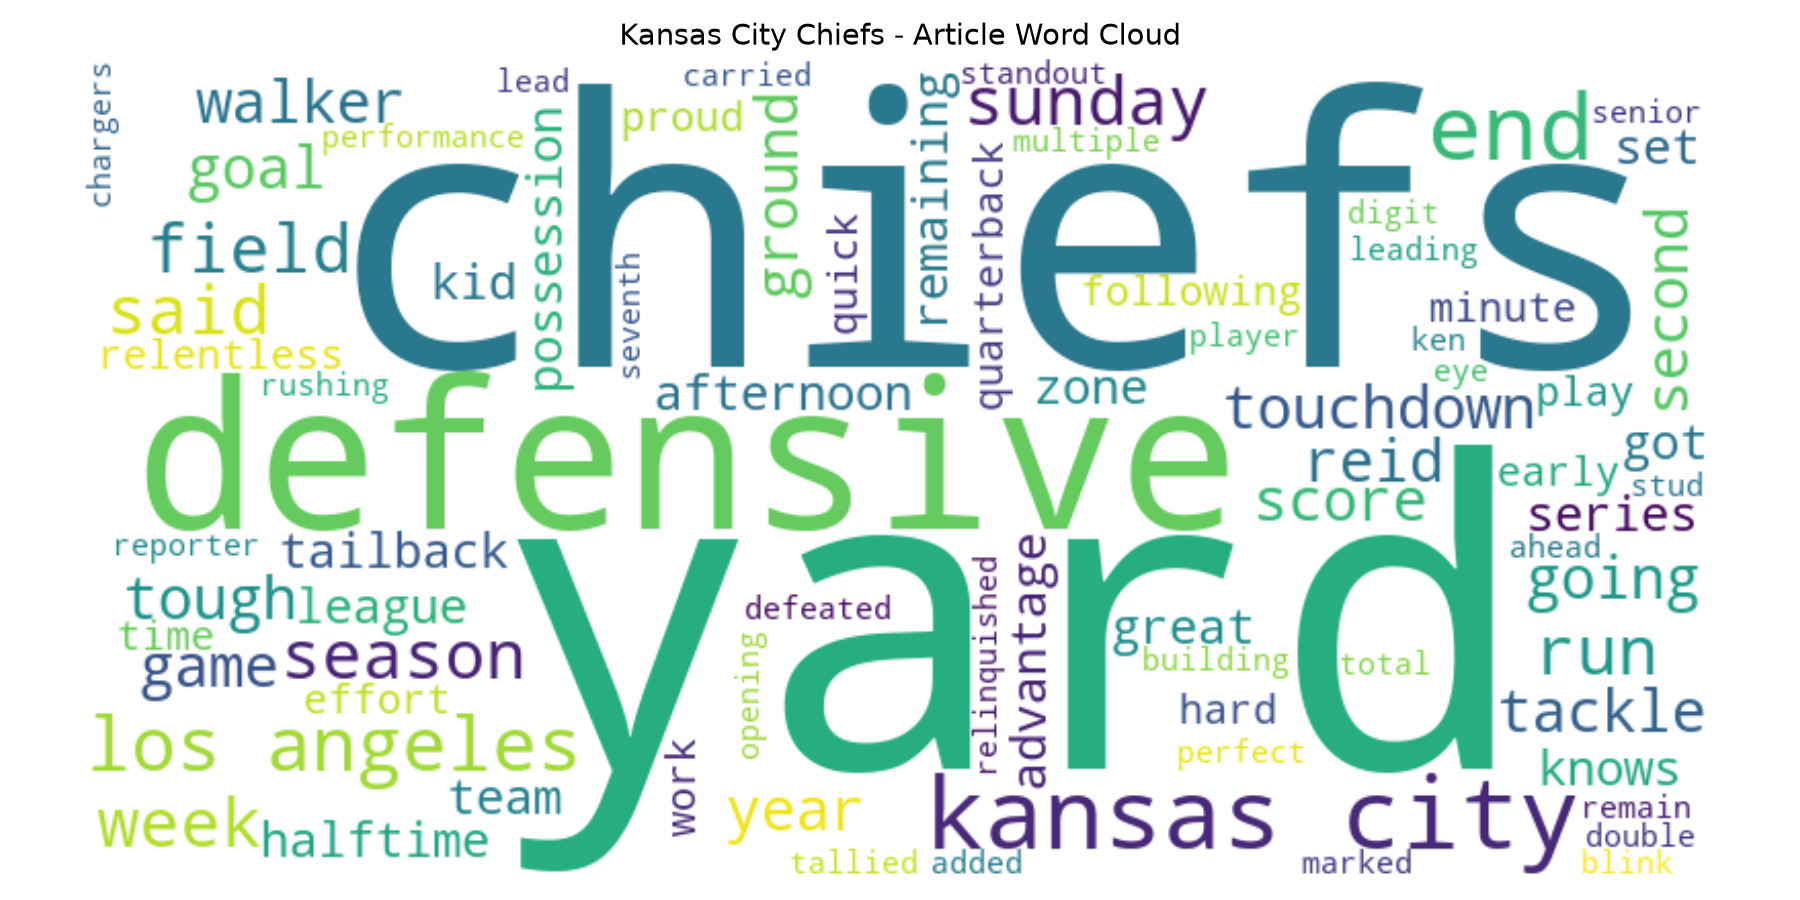 Kansas City Chiefs - Article Word Cloud
chargers
walker
lead
carried
standout
sunday
end
senior
set
performance
proud
multiple
goal
possession
ground
remaining
chiefs
field
kid
seventh
quick
quarterback
digit
leading
second
said
following
minute
relentless
player
ken
eye
rushing
afternoon
zone
touchdown
play
defensive
reid
got
score
early
stud
series
reporter
tailback
yard
ahead
going
tough
league
defeated
relinquished
advantage
great
time
game
season
opening
building
total
run
effort
hard
tackle
los angeles
perfect
knows
team
work
week
halftime
year
kansas city
remain
double
tallied
added
marked
blink